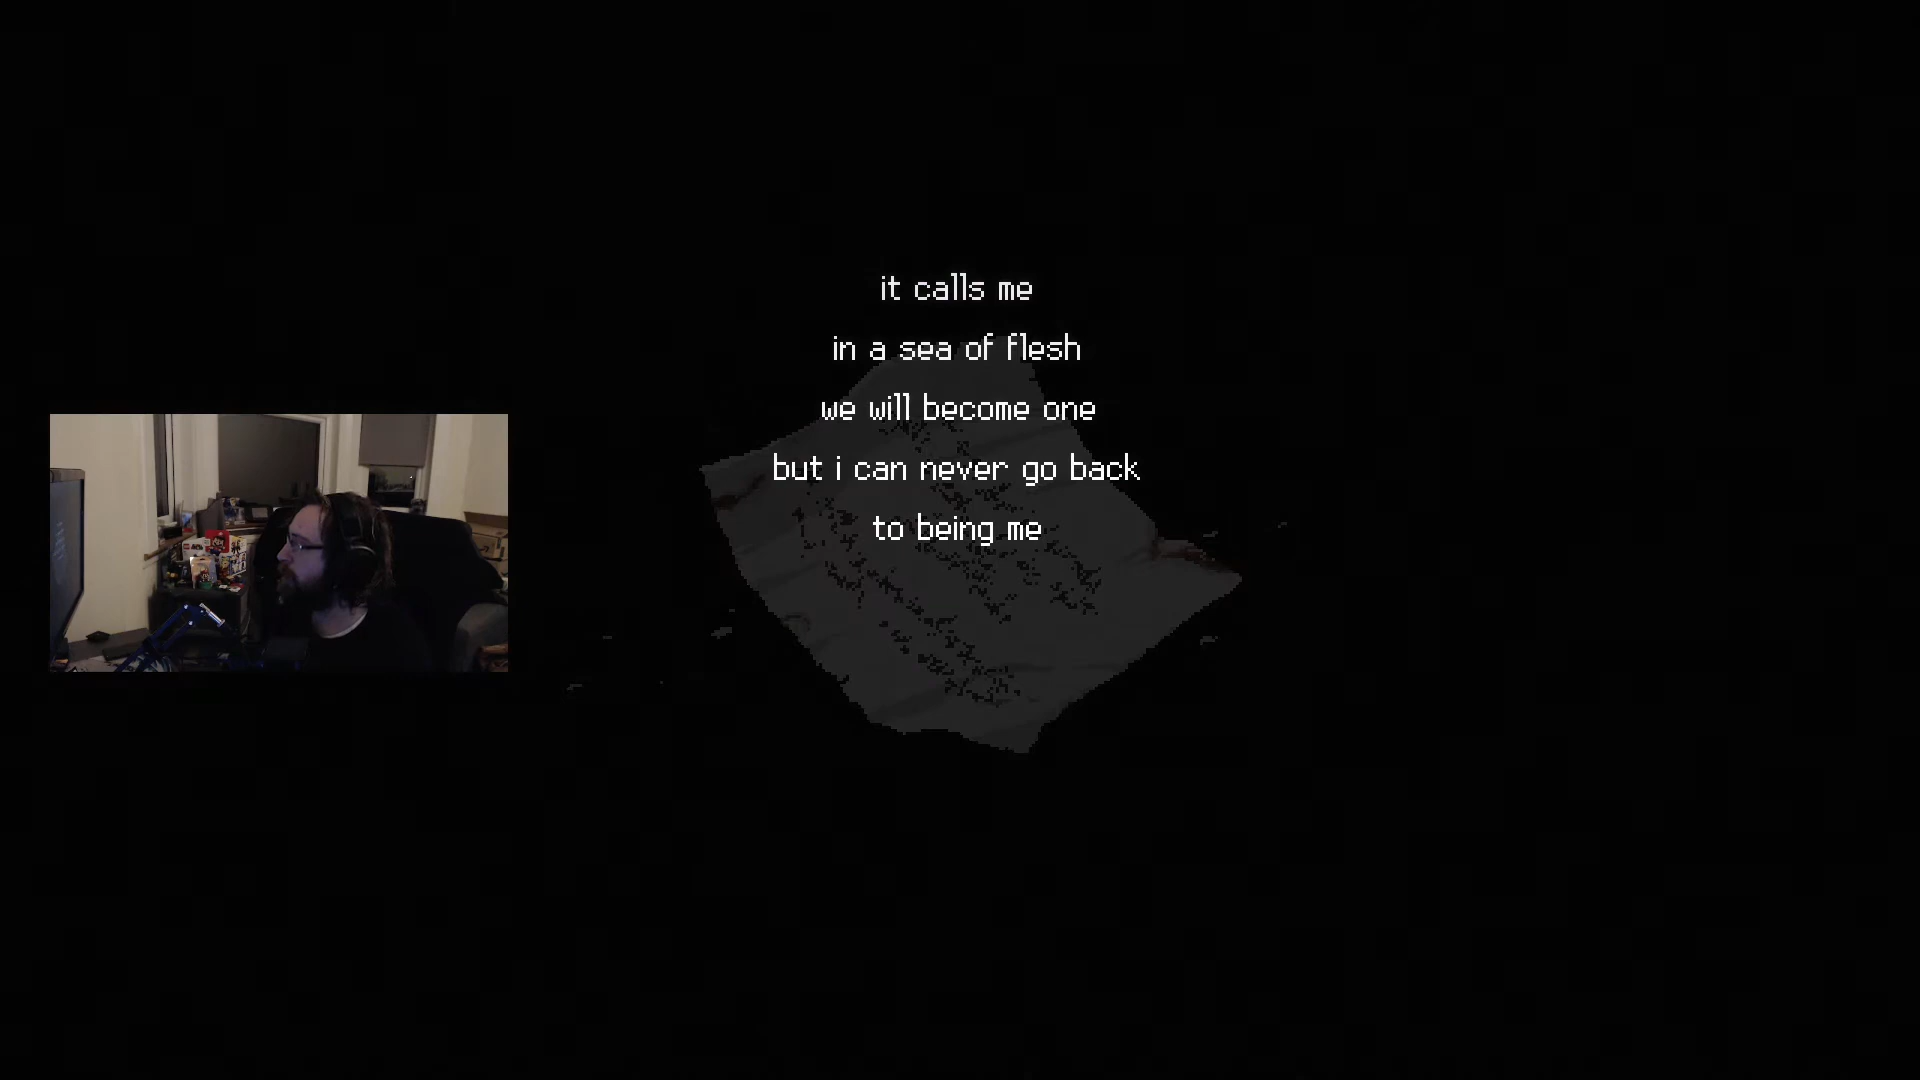 it calls me
in a sea of flesh
we will become one
but i can never go back
to being me